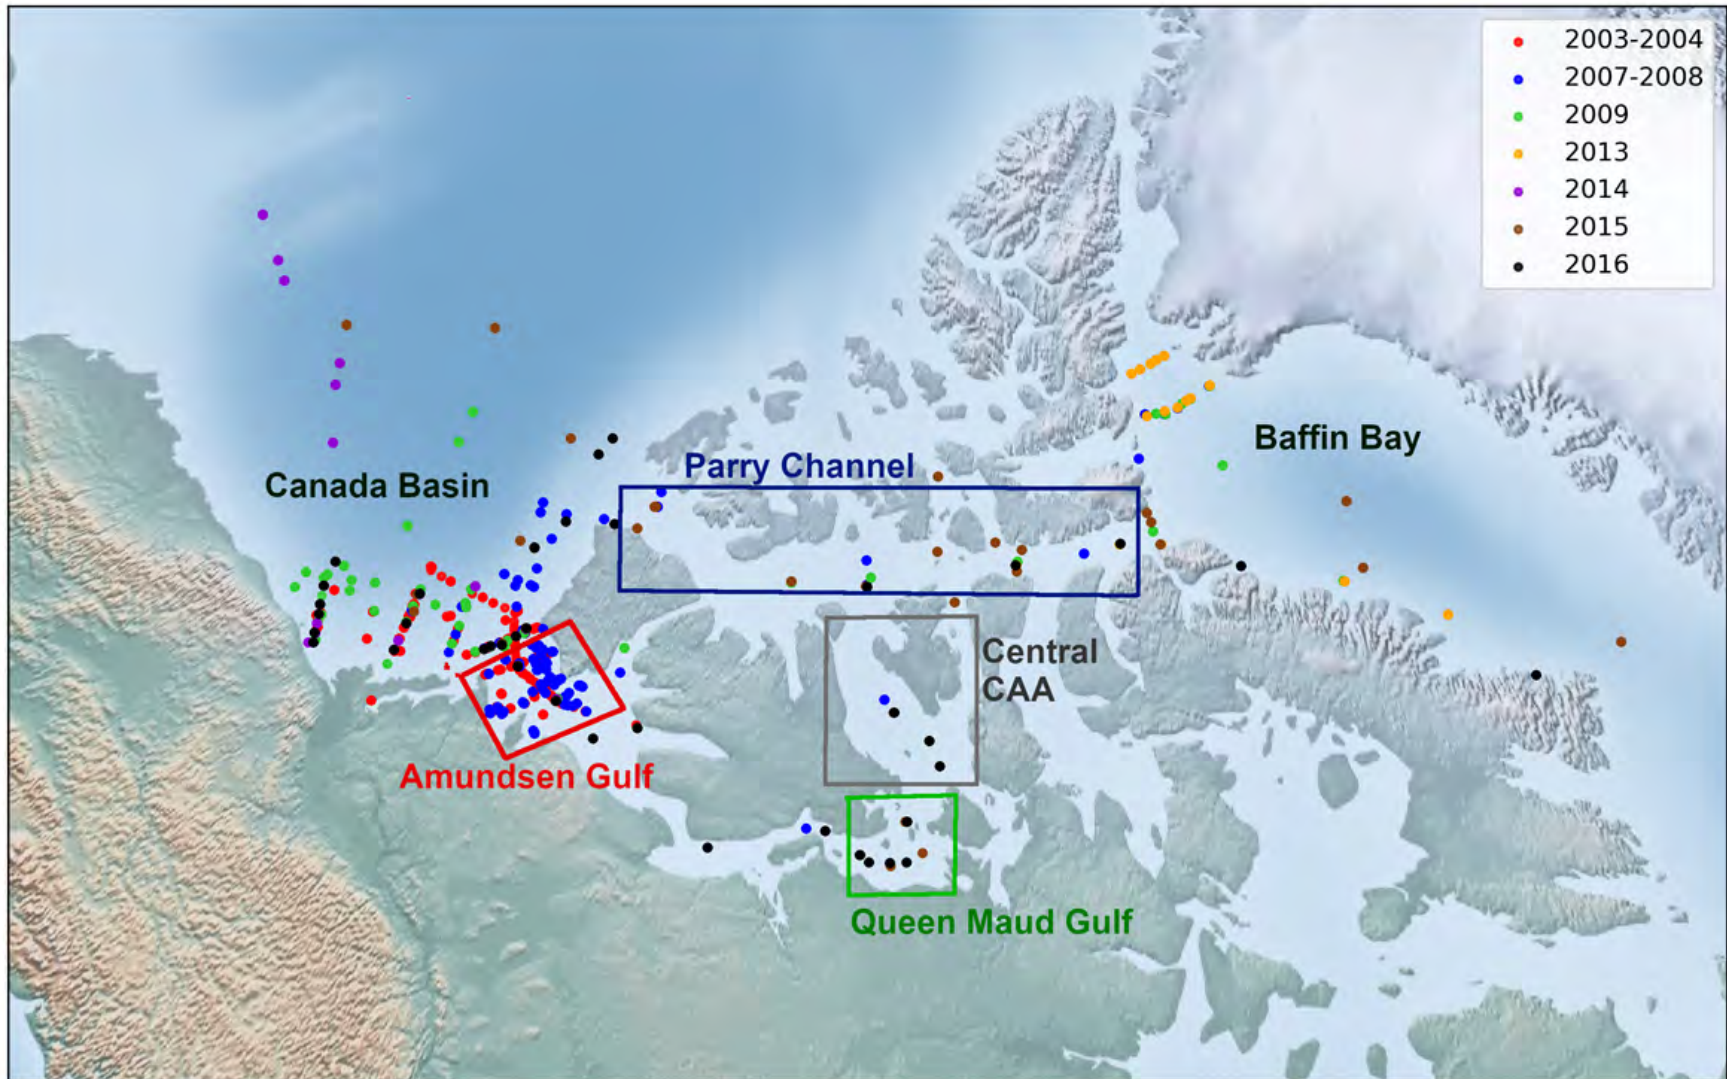 2003-2004
2007-2008
2009
2013
2014
2015
2016
Baffin Bay
Parry Channel
Canada Basin
Central
CAA
Amundsen Gulf
Queen Maud Gulf